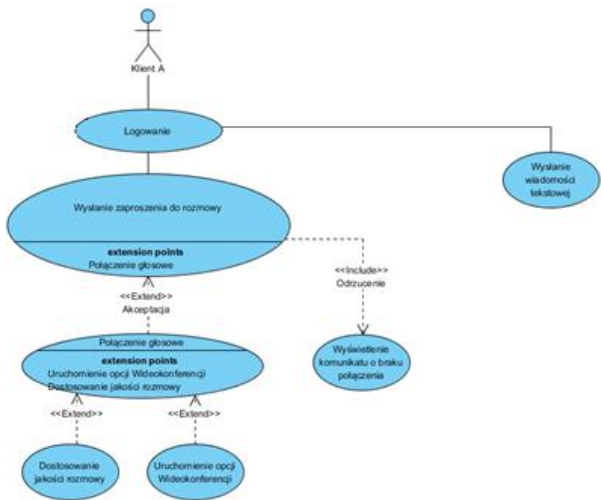 Klient A
Logowanie
Wysłanie
wiadomości
tekstowej
Wysłanie zaproszenia do rozmowy
extension points
Połączenie głosowe
<<Include>>
Odrzucenie
<<Extend>>
Akceptacja
Połączenie głosowe
extension points
Uruchomienie opcji Wideokonferencji
Dostosowanie jakości rozmowy
Wyświetlenie
komunikatu o braku
połączenia
<<Extend>>
<<Extend>>
Dostosowanie
jakości rozmowy
Uruchomienie opcji
Wideokonferencji